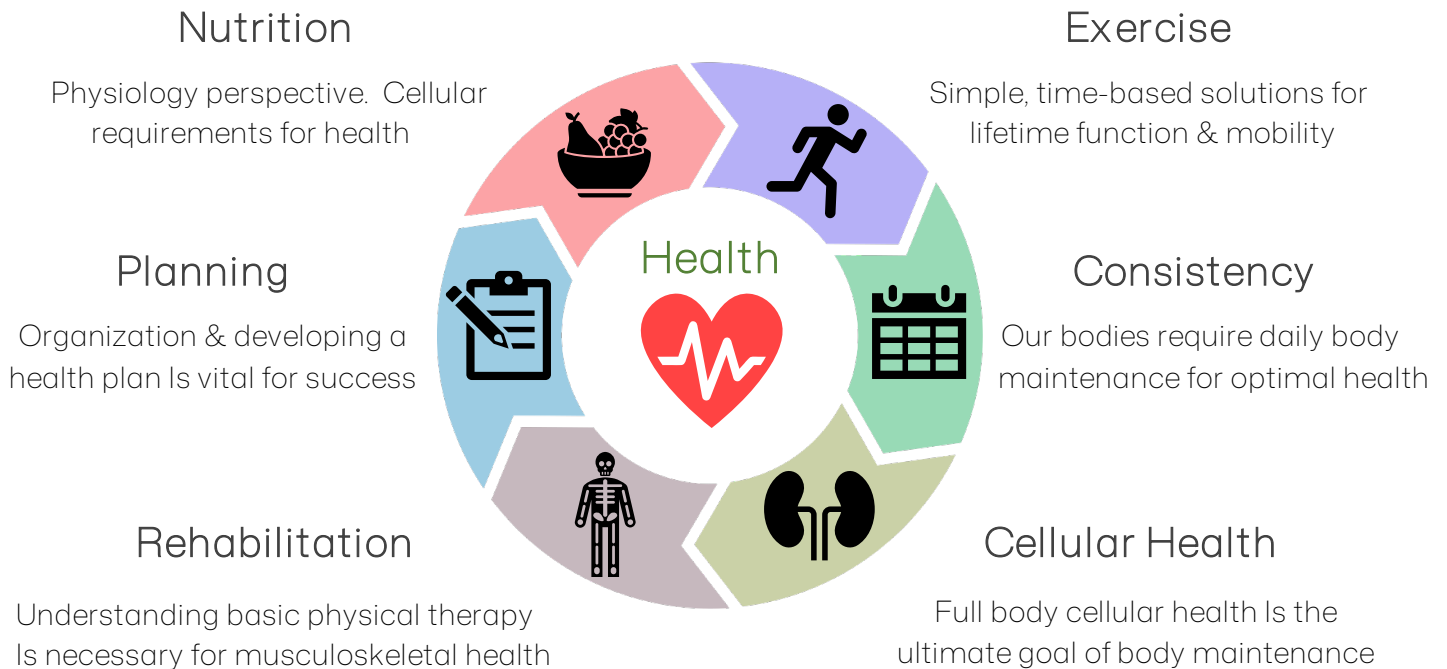 Nutrition
Physiology perspective.  Cellular
requirements for health
Exercise
Simple, time-based solutions for
lifetime function & mobility
Health
Planning
Organization & developing a
health plan Is vital for success
Consistency
Our bodies require daily body
maintenance for optimal health
Rehabilitation
Understanding basic physical therapy
Is necessary for musculoskeletal health
Cellular Health
Full body cellular health Is the
ultimate goal of body maintenance